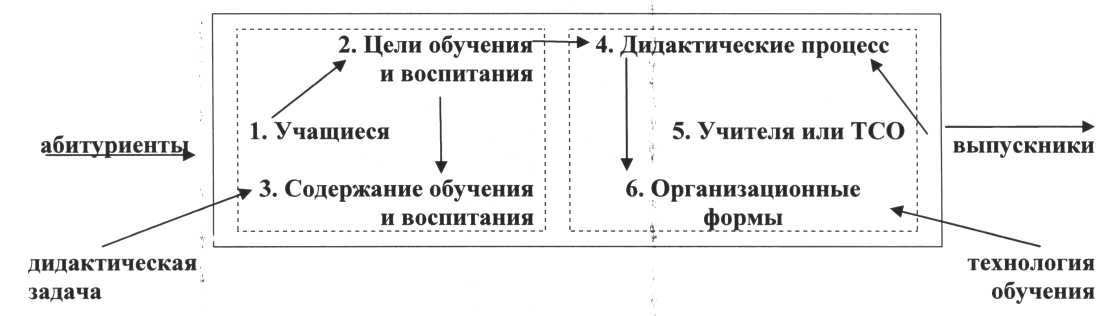 2. Цели обучения
и воспитания
4. Дидактические процесс
1. Учащиеся
5. Учителя или ТСО
абитуриенты
выпускники
3. Содержание обучения
и воспитания
6. Организационные
формы
дидактическая
задача
технология
обучения